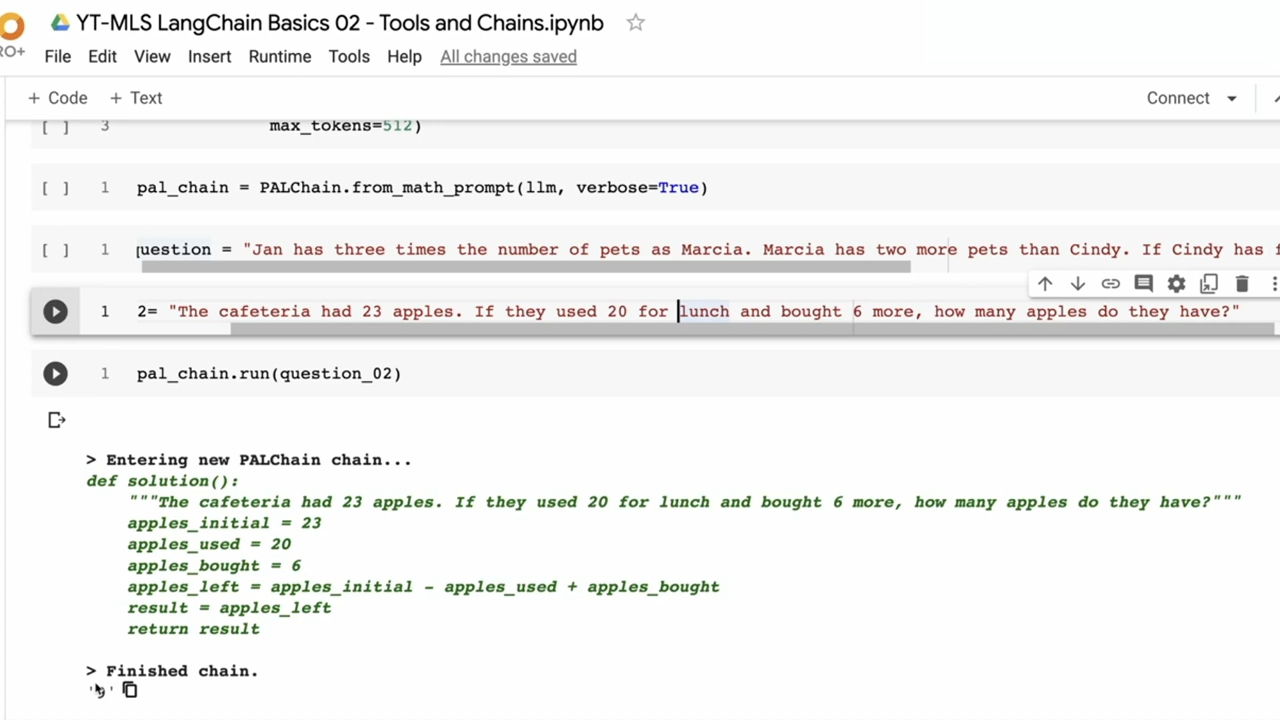 YT-MLS LangChain Basics 02 - Tools and Chains.ipynb
RO+
File Edit View Insert Runtime Tools Help All changes saved
+ Code + Text Connect
[ ] 3 max_tokens=512)
[ ] 1 pal_chain = PALChain.from_math_prompt(llm, verbose=True)
[ ] 1 uestion = "Jan has three times the number of pets as Marcia. Marcia has two more pets than Cindy. If Cindy has f
1 2= "The cafeteria had 23 apples. If they used 20 for lunch and bought 6 more, how many apples do they have?"
1 pal_chain.run(question_02)
> Entering new PALChain chain...
def solution():
"""The cafeteria had 23 apples. If they used 20 for lunch and bought 6 more, how many apples do they have?"""
apples_initial = 23
apples_used = 20
apples_bought = 6
apples_left = apples_initial - apples_used + apples_bought
result = apples_left
return result
> Finished chain.
'9'